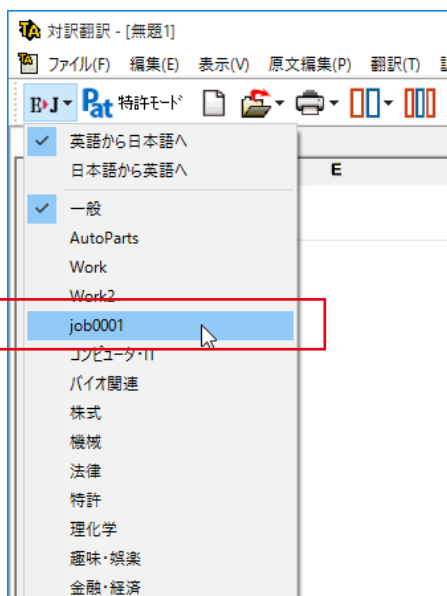 対訳翻訳 - [無題1]
ファイル(F) 編集(E) 表示(V) 原文編集(P) 翻訳(T)
E▸J Pat 特許モード
英語から日本語へ
日本語から英語へ
E
一般
AutoParts
Work
Work2
job0001
コンピュータ・IT
バイオ関連
株式
機械
法律
特許
理化学
趣味・娯楽
金融・経済